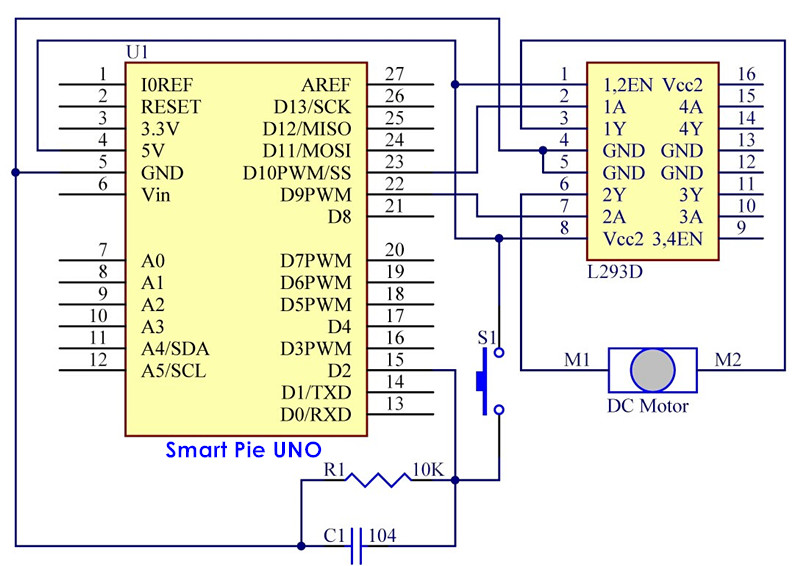 U1
1 I0REF AREF 27
2 RESET D13/SCK 26
3 3.3V D12/MISO 25
4 5V D11/MOSI 24
5 GND D10PWM/SS 23
6 Vin D9PWM 22
D8 21
7 A0 D7PWM 20
8 A1 D6PWM 19
9 A2 D5PWM 18
10 A3 D4 17
11 A4/SDA D3PWM 16
12 A5/SCL D2 15
D1/TXD 14
D0/RXD 13
Smart Pie UNO
1 1,2EN Vcc2 16
2 1A 4A 15
3 1Y 4Y 14
4 GND GND 13
5 GND GND 12
6 2Y 3Y 11
7 2A 3A 10
8 Vcc2 3,4EN 9
L293D
S1
M1 M2
DC Motor
R1 10K
C1 104